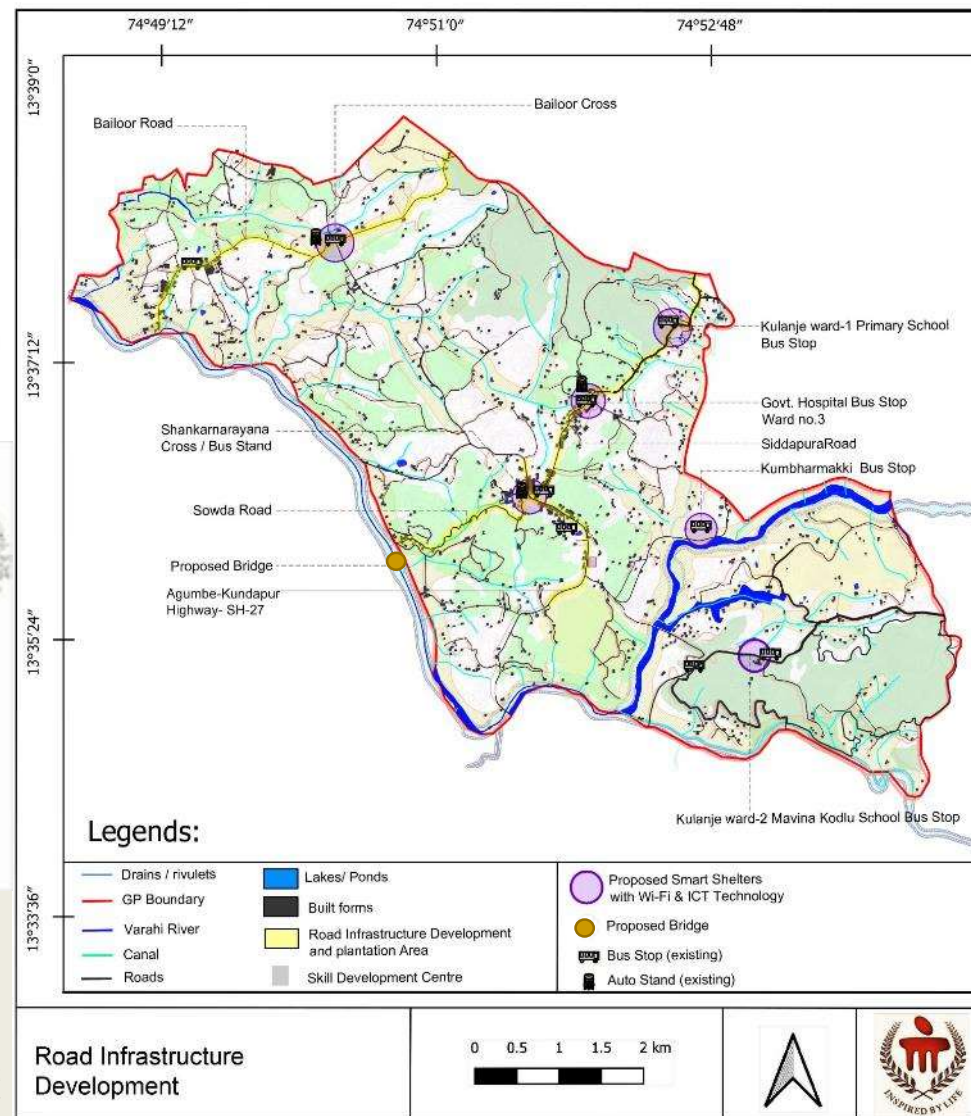 74°49'12"
74°51'0"
74°52'48"
13°39'0"
13°37'12"
13°35'24"
13°33'36"
Bailoor Cross
Bailoor Road
Kulanje ward-1 Primary School
Bus Stop
Govt. Hospital Bus Stop
Ward no.3
Shankarnarayana
Cross / Bus Stand
SiddapuraRoad
Kumbharmakki Bus Stop
Sowda Road
Proposed Bridge
Agumbe-Kundapur
Highway- SH-27
Kulanje ward-2 Mavina Kodlu School Bus Stop
Legends:
Drains / rivulets
GP Boundary
Varahi River
Canal
Roads
Lakes/ Ponds
Built forms
Road Infrastructure Development
and plantation Area
Skill Development Centre
Proposed Smart Shelters
with Wi-Fi & ICT Technology
Proposed Bridge
Bus Stop (existing)
Auto Stand (existing)
Road Infrastructure
Development
0 0.5 1 1.5 2 km
INSPIRED BY LIFE